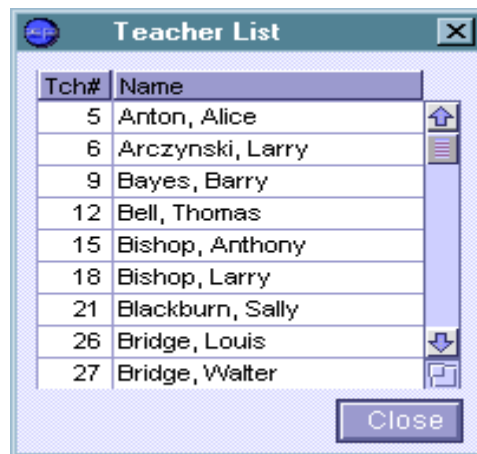 Teacher List
Tch# Name
5 Anton, Alice
6 Arczynski, Larry
9 Bayes, Barry
12 Bell, Thomas
15 Bishop, Anthony
18 Bishop, Larry
21 Blackburn, Sally
26 Bridge, Louis
27 Bridge, Walter
Close